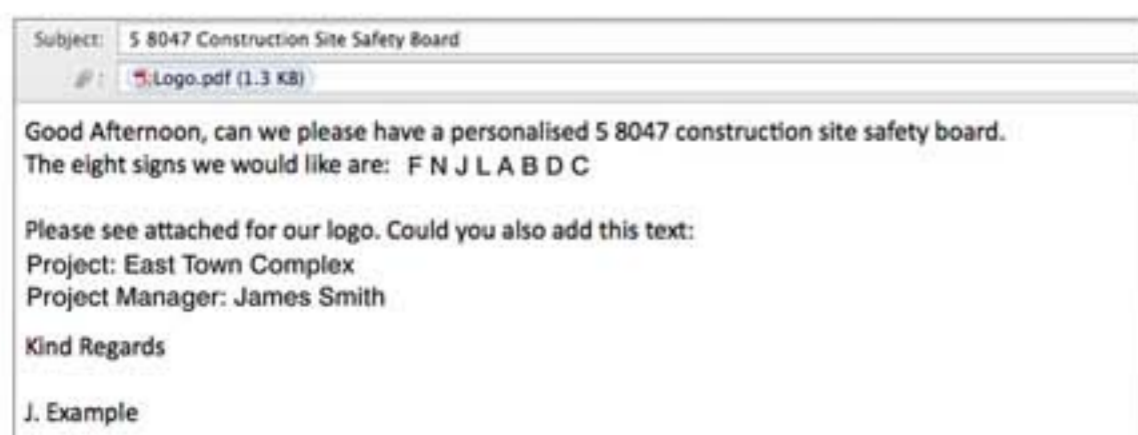 Subject: 5 8047 Construction Site Safety Board
Logo.pdf (1.3 KB)
Good Afternoon, can we please have a personalised 5 8047 construction site safety board.
The eight signs we would like are: F N J L A B D C
Please see attached for our logo. Could you also add this text:
Project: East Town Complex
Project Manager: James Smith
Kind Regards
J. Example